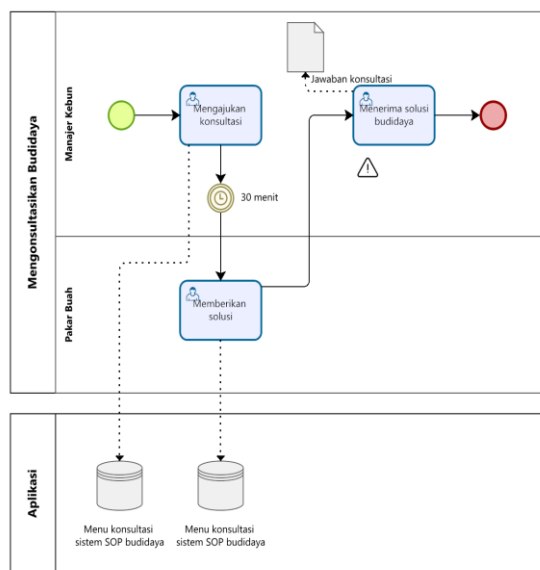 Mengonsultasikan Budidaya
Manajer Kebun
Mengajukan
konsultasi
30 menit
Jawaban konsultasi
Menerima solusi
budidaya
Pakar Buah
Memberikan
solusi
Aplikasi
Menu konsultasi
sistem SOP budidaya
Menu konsultasi
sistem SOP budidaya